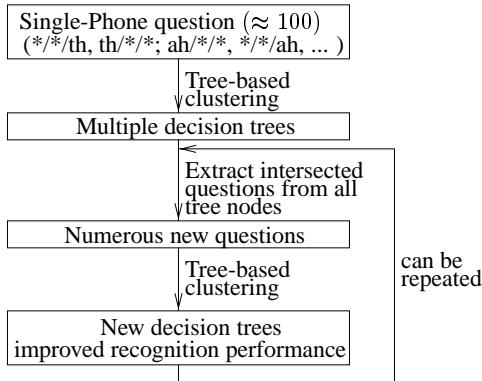 Single-Phone question (≈ 100)
(*/*/th, th/*/*; ah/*/*, */*/ah, ... )
Tree-based
clustering
Multiple decision trees
Extract intersected
questions from all
tree nodes
Numerous new questions
can be
repeated
Tree-based
clustering
New decision trees
improved recognition performance